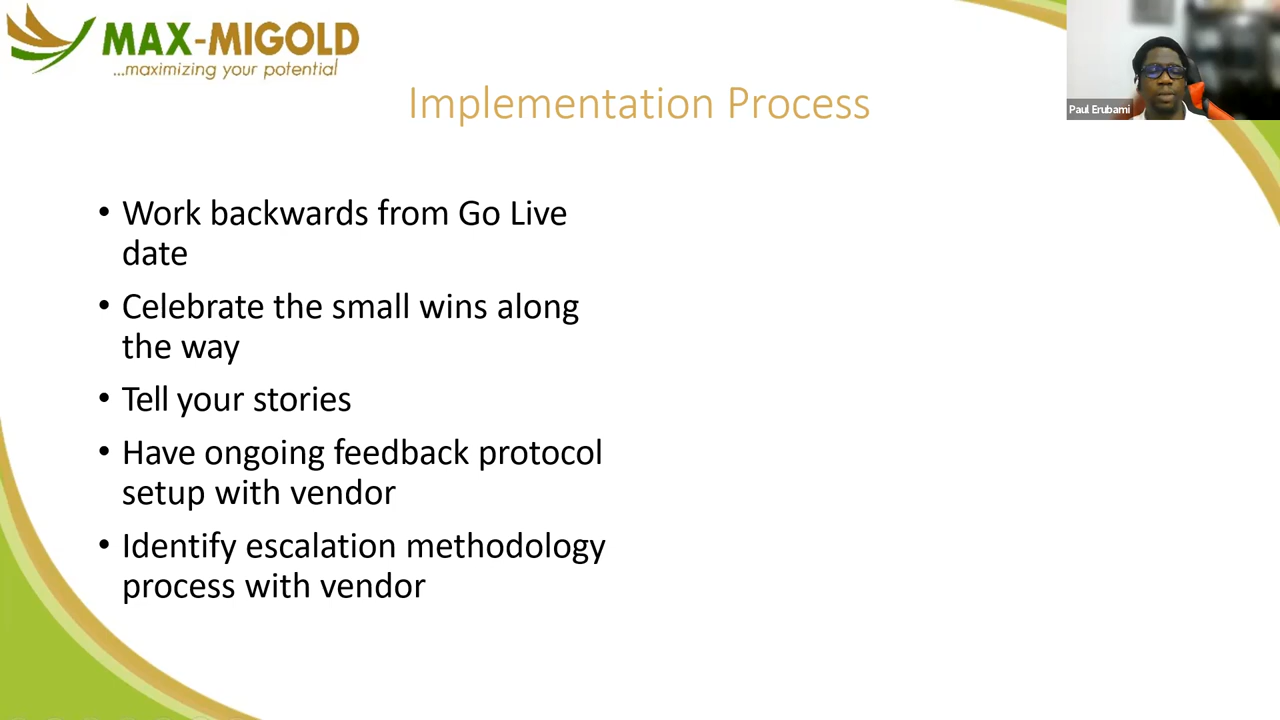 MAX-MIGOLD
...maximizing your potential
Implementation Process
Paul Erubami
• Work backwards from Go Live
date
• Celebrate the small wins along
the way
• Tell your stories
• Have ongoing feedback protocol
setup with vendor
• Identify escalation methodology
process with vendor